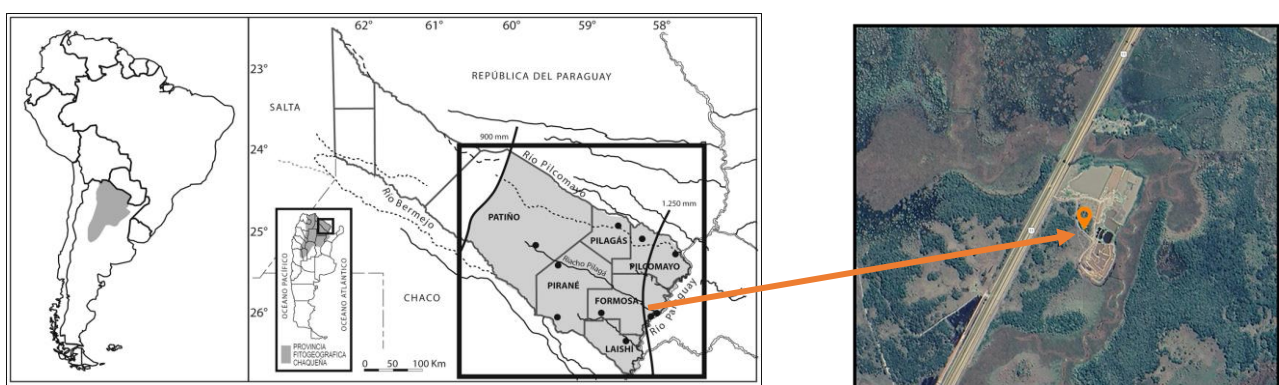 62°
61°
60°
59°
58°
23°
24°
25°
26°
REPÚBLICA DEL PARAGUAY
SALTA
900 mm
Río Pilcomayo
Río Bermejo
1.250 mm
PATIÑO
PILAGÁS
PILCOMAYO
Riacho Pilagá
PIRANÉ
FORMOSA
CHACO
Río Paraguay
LAISHÍ
OCEANO PACÍFICO
OCEANO ATLÁNTICO
PROVINCIA
FITOGEOGRAFICA
CHAQUEÑA
0 50 100 Km